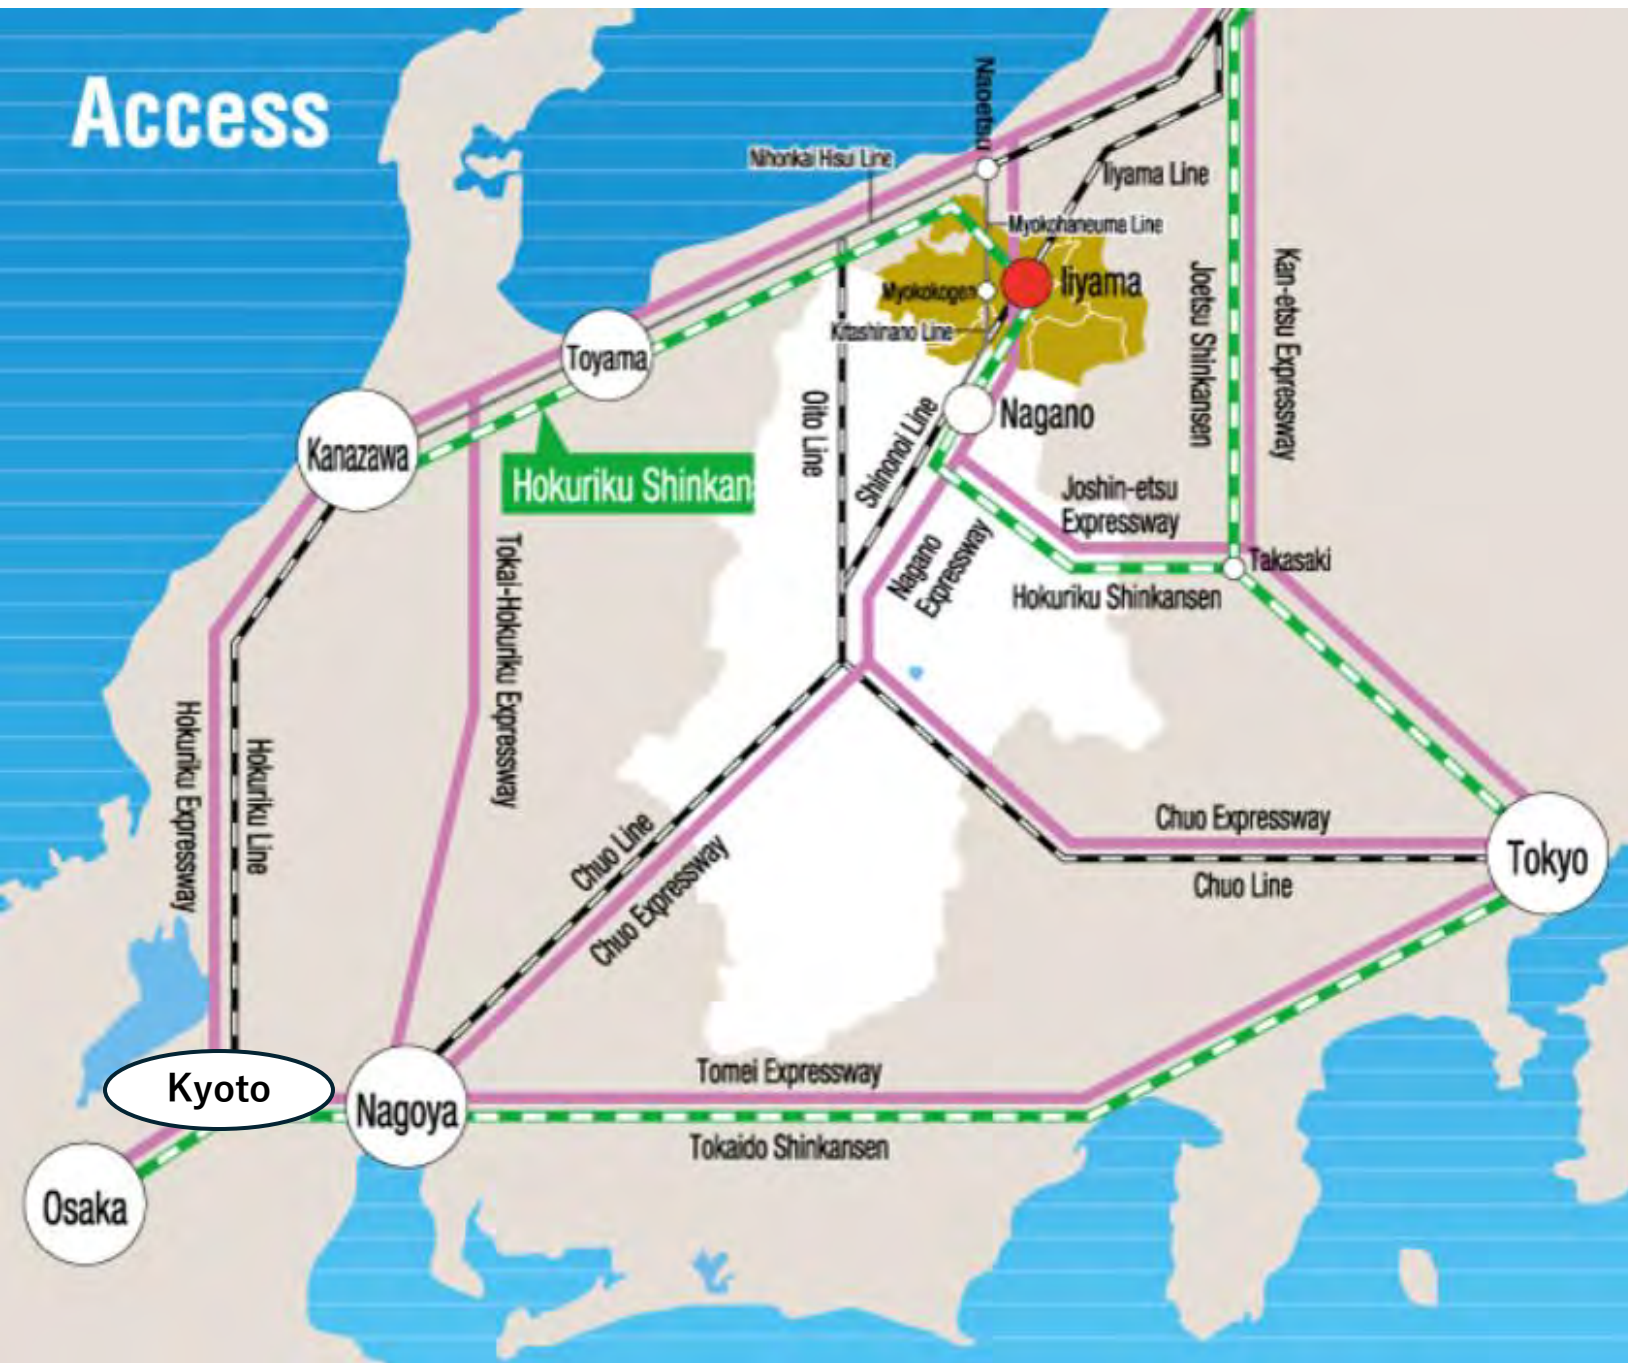 Access
Naoetsu
Nihonkai Hisui Line
Iiyama Line
Myokohaneuma Line
Iiyama
Myokokogen
Kitashinano Line
Toyama
Kanazawa
Hokuriku Shinkan
Oito Line
Shinonoi Line
Nagano
Joetsu Shinkansen
Kan-etsu Expressway
Joshin-etsu
Expressway
Takasaki
Hokuriku Shinkansen
Nagano
Expressway
Tokai-Hokuriku Expressway
Hokuriku Expressway
Hokuriku Line
Chuo Line
Chuo Expressway
Chuo Expressway
Chuo Line
Tokyo
Kyoto
Nagoya
Tomei Expressway
Tokaido Shinkansen
Osaka